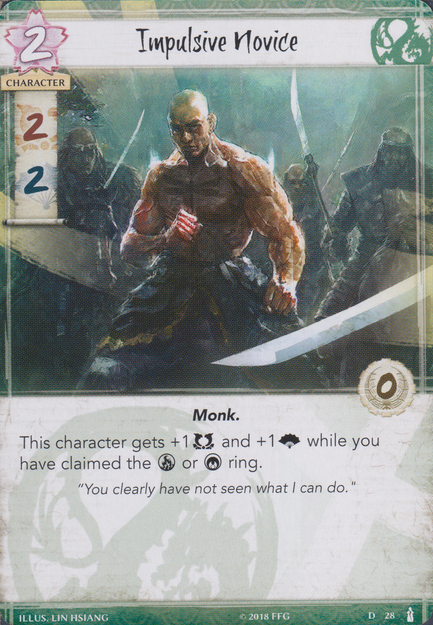 2
Impulsive Novice
CHARACTER
2
2
0
Monk.
This character gets +1 and +1 while you
have claimed the or ring.
"You clearly have not seen what I can do."
ILLUS. LIN HSIANG
© 2018 FFG
D 28